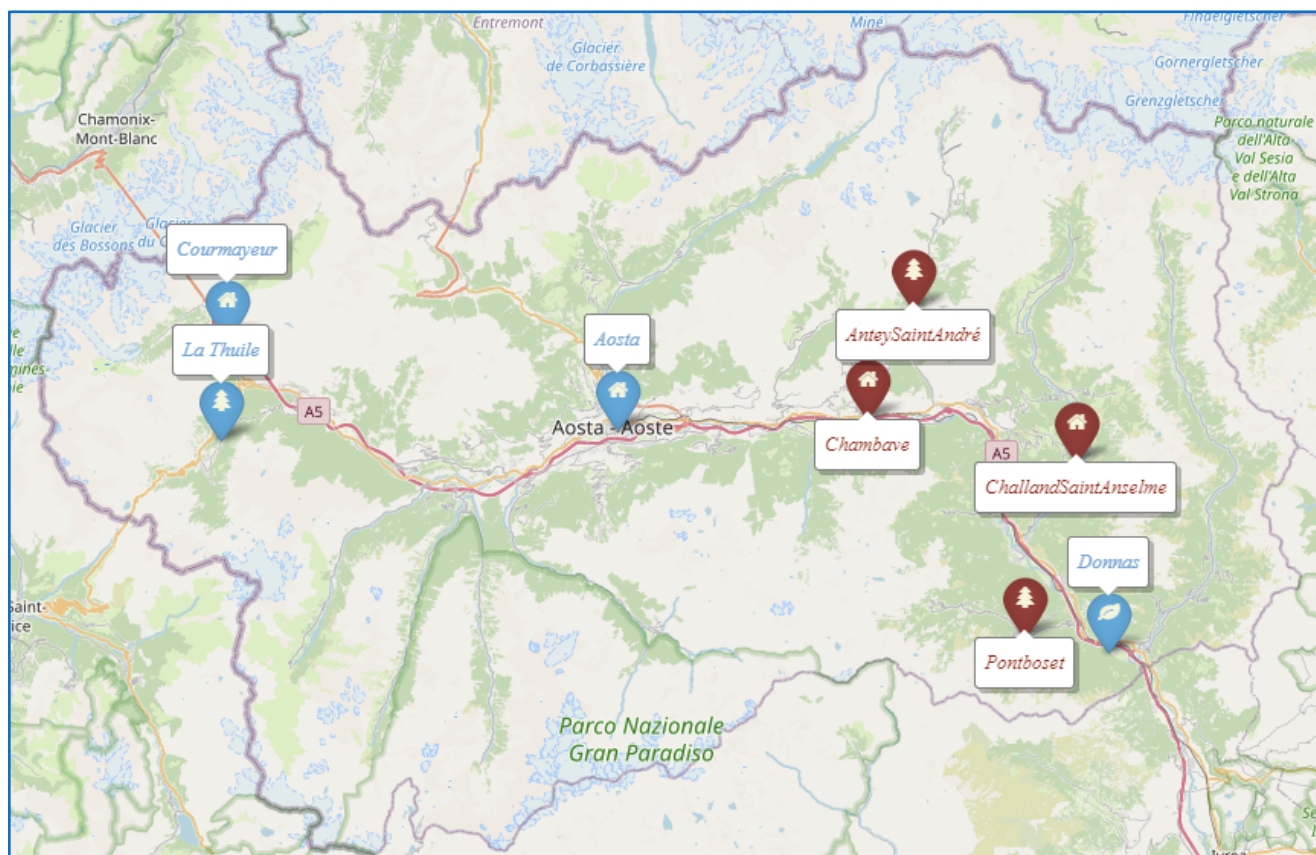 Entremont
Miné
Findelgletscher
Glacier
de Corbassière
Gornergletscher
Grenzgletscher
Chamonix-
Mont-Blanc
Parco naturale
dell'Alta
Val Sesia
e dell'Alta
Val Strona
Glacier
des Bossons
Courmayeur
La Thuile
Aosta
AnteySaintAndré
A5
Aosta - Aoste
Chambave
A5
ChallandSaintAnselme
Donnas
Pontboset
Parco Nazionale
Gran Paradiso